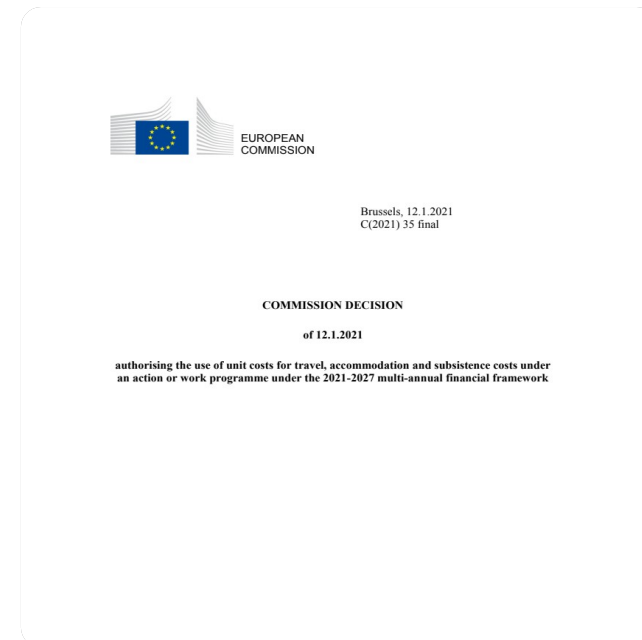 EUROPEAN
COMMISSION
Brussels, 12.1.2021
C(2021) 35 final
COMMISSION DECISION
of 12.1.2021
authorising the use of unit costs for travel, accommodation and subsistence costs under
an action or work programme under the 2021-2027 multi-annual financial framework